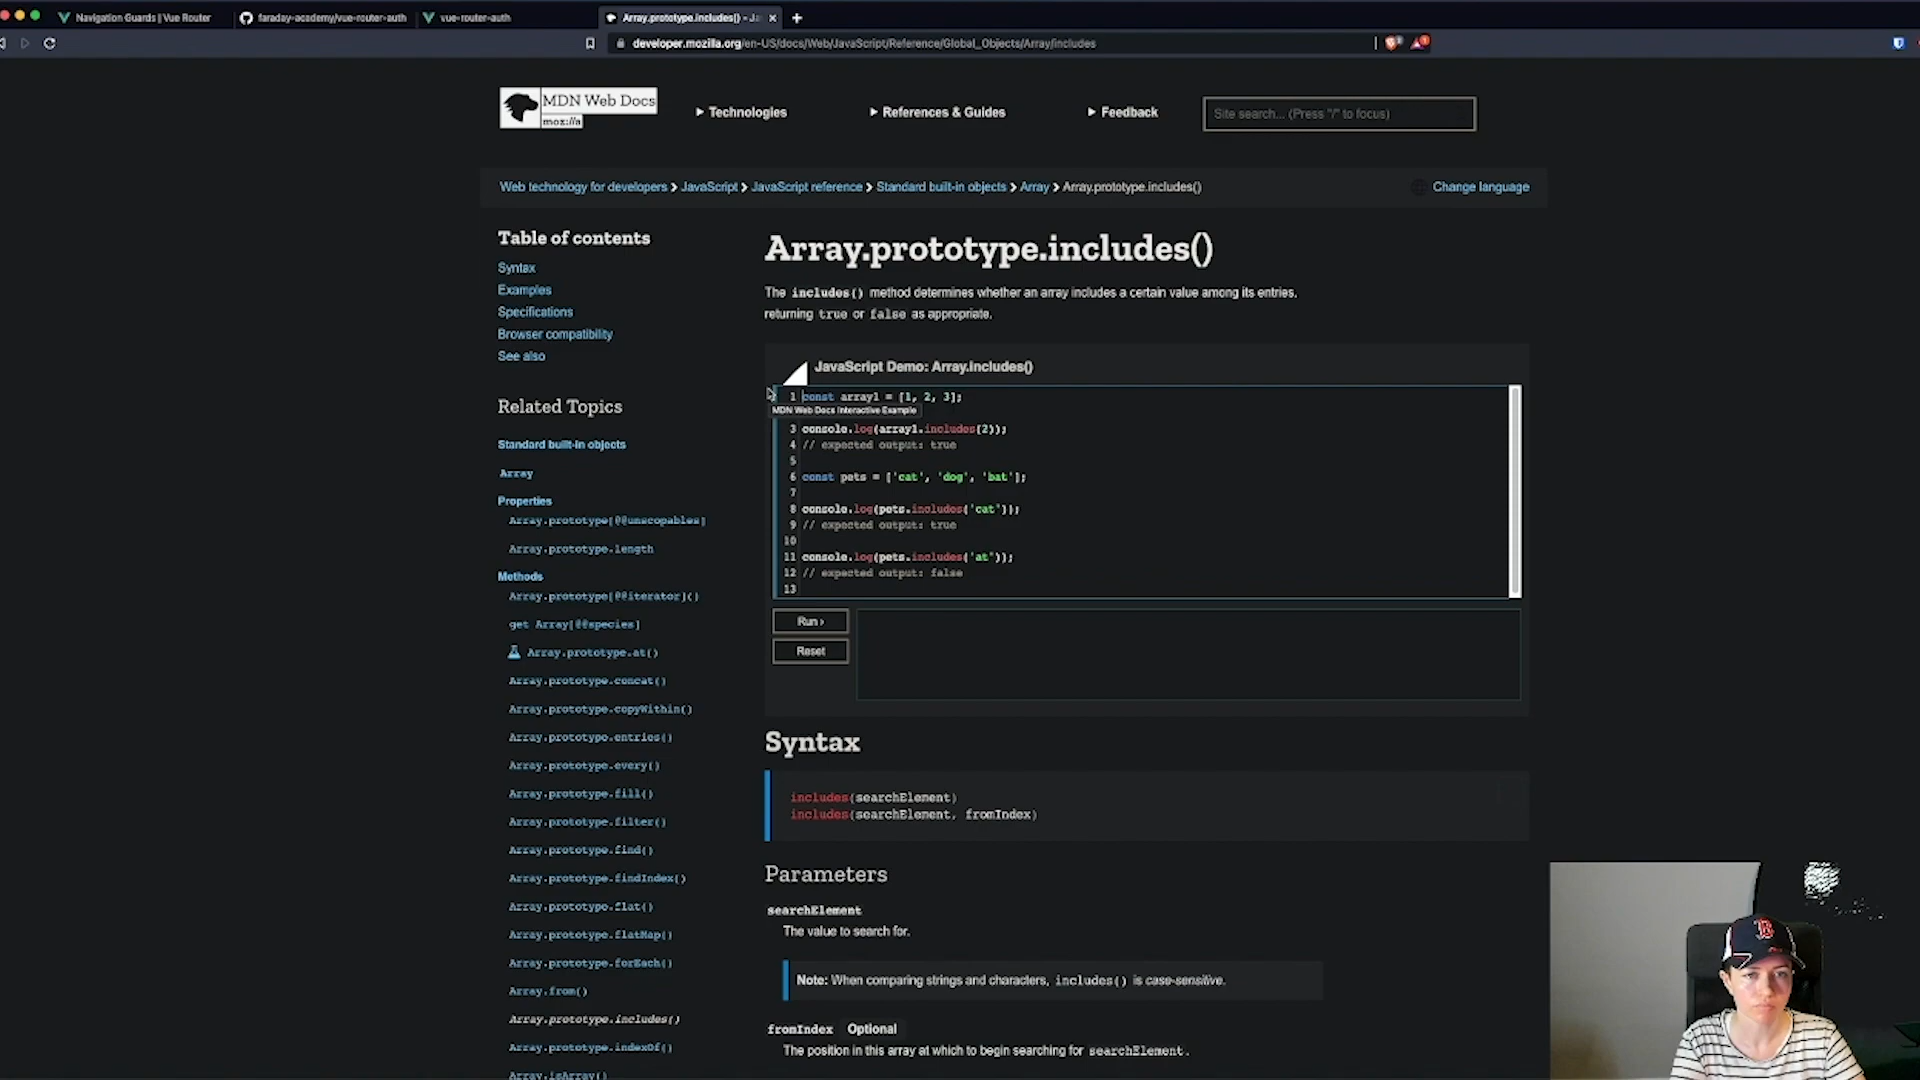 Navigation Guards | Vue Router
faraday-academy/vue-router-auth
vue-router-auth
Array.prototype.includes() - Ja
developer.mozilla.org/en-US/docs/Web/JavaScript/Reference/Global_Objects/Array/includes
MDN Web Docs
moz://a
Technologies
References & Guides
Feedback
Site search... (Press "/" to focus)
Web technology for developers > JavaScript > JavaScript reference > Standard built-in objects > Array > Array.prototype.includes()
Change language
Table of contents
Syntax
Examples
Specifications
Browser compatibility
See also
Related Topics
Standard built-in objects
Array
Properties
Array.prototype[@@unscopables]
Array.prototype.length
Methods
Array.prototype[@@iterator]()
get Array[@@species]
Array.prototype.at()
Array.prototype.concat()
Array.prototype.copyWithin()
Array.prototype.entries()
Array.prototype.every()
Array.prototype.fill()
Array.prototype.filter()
Array.prototype.find()
Array.prototype.findIndex()
Array.prototype.flat()
Array.prototype.flatMap()
Array.prototype.forEach()
Array.from()
Array.prototype.includes()
Array.prototype.indexOf()
Array.isArray()
Array.prototype.includes()
The includes() method determines whether an array includes a certain value among its entries,
returning true or false as appropriate.
JavaScript Demo: Array.includes()
1 const array1 = [1, 2, 3];
MDN Web Docs Interactive Example
3 console.log(array1.includes(2));
4 // expected output: true
5
6 const pets = ['cat', 'dog', 'bat'];
7
8 console.log(pets.includes('cat'));
9 // expected output: true
10
11 console.log(pets.includes('at'));
12 // expected output: false
13
Run ›
Reset
Syntax
includes(searchElement)
includes(searchElement, fromIndex)
Parameters
searchElement
The value to search for.
Note: When comparing strings and characters, includes() is case-sensitive.
fromIndex Optional
The position in this array at which to begin searching for searchElement.
B